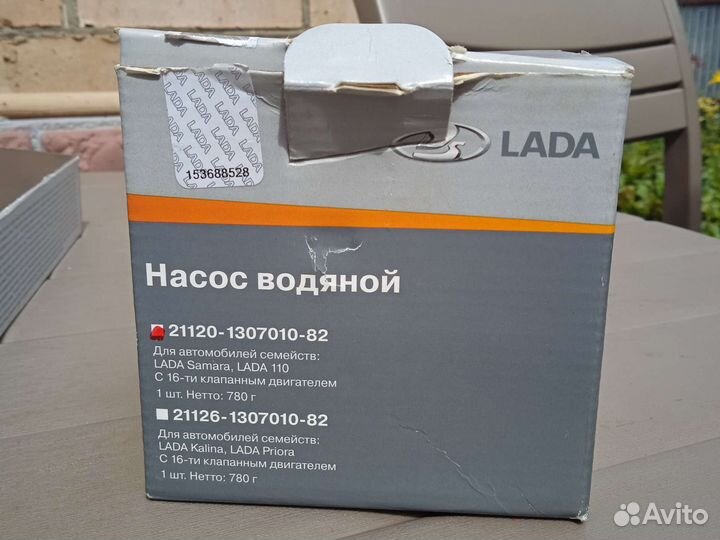 LADA
153688528
LADA
Насос водяной
21120-1307010-82
Для автомобилей семейств:
LADA Samara, LADA 110
С 16-ти клапанным двигателем
1 шт. Нетто: 780 г
21126-1307010-82
Для автомобилей семейств:
LADA Kalina, LADA Priora
С 16-ти клапанным двигателем
1 шт. Нетто: 780 г
Avito